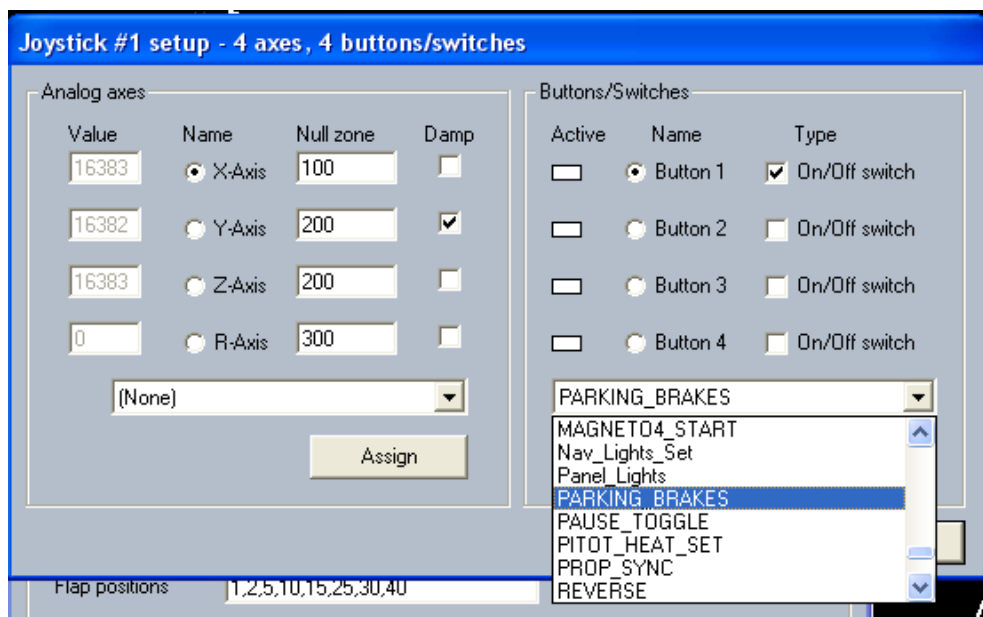 Joystick #1 setup - 4 axes, 4 buttons/switches
Analog axes
Value Name Null zone Damp
16383 X-Axis 100
16382 Y-Axis 200
16383 Z-Axis 200
0 R-Axis 300
(None)
Assign
Buttons/Switches
Active Name Type
Button 1 On/Off switch
Button 2 On/Off switch
Button 3 On/Off switch
Button 4 On/Off switch
PARKING_BRAKES
MAGNETO4_START
Nav_Lights_Set
Panel_Lights
PARKING_BRAKES
PAUSE_TOGGLE
PITOT_HEAT_SET
PROP_SYNC
REVERSE
Flap positions 1,2,5,10,15,25,30,40